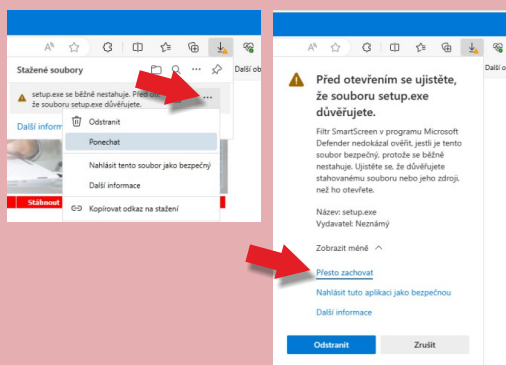 Stažené soubory
Další ob
setup.exe se běžně nestahuje. Před
že souboru setup.exe důvěřujete.
Další inform
Odstranit
Ponechat
Nahlásit tento soubor jako bezpečný
Další informace
Kopírovat odkaz na stažení
Stáhnout
Další o
Před otevřením se ujistěte,
že souboru setup.exe
důvěřujete.
Filtr SmartScreen v programu Microsoft
Defender nedokázal ověřit, jestli je tento
soubor bezpečný, protože se běžně
nestahuje. Ujistěte se, že důvěřujete
stahovanému souboru nebo jeho zdroji,
než ho otevřete.
Název: setup.exe
Vydavatel: Neznámý
Zobrazit méně
Přesto zachovat
Nahlásit tuto aplikaci jako bezpečnou
Další informace
Odstranit
Zrušit